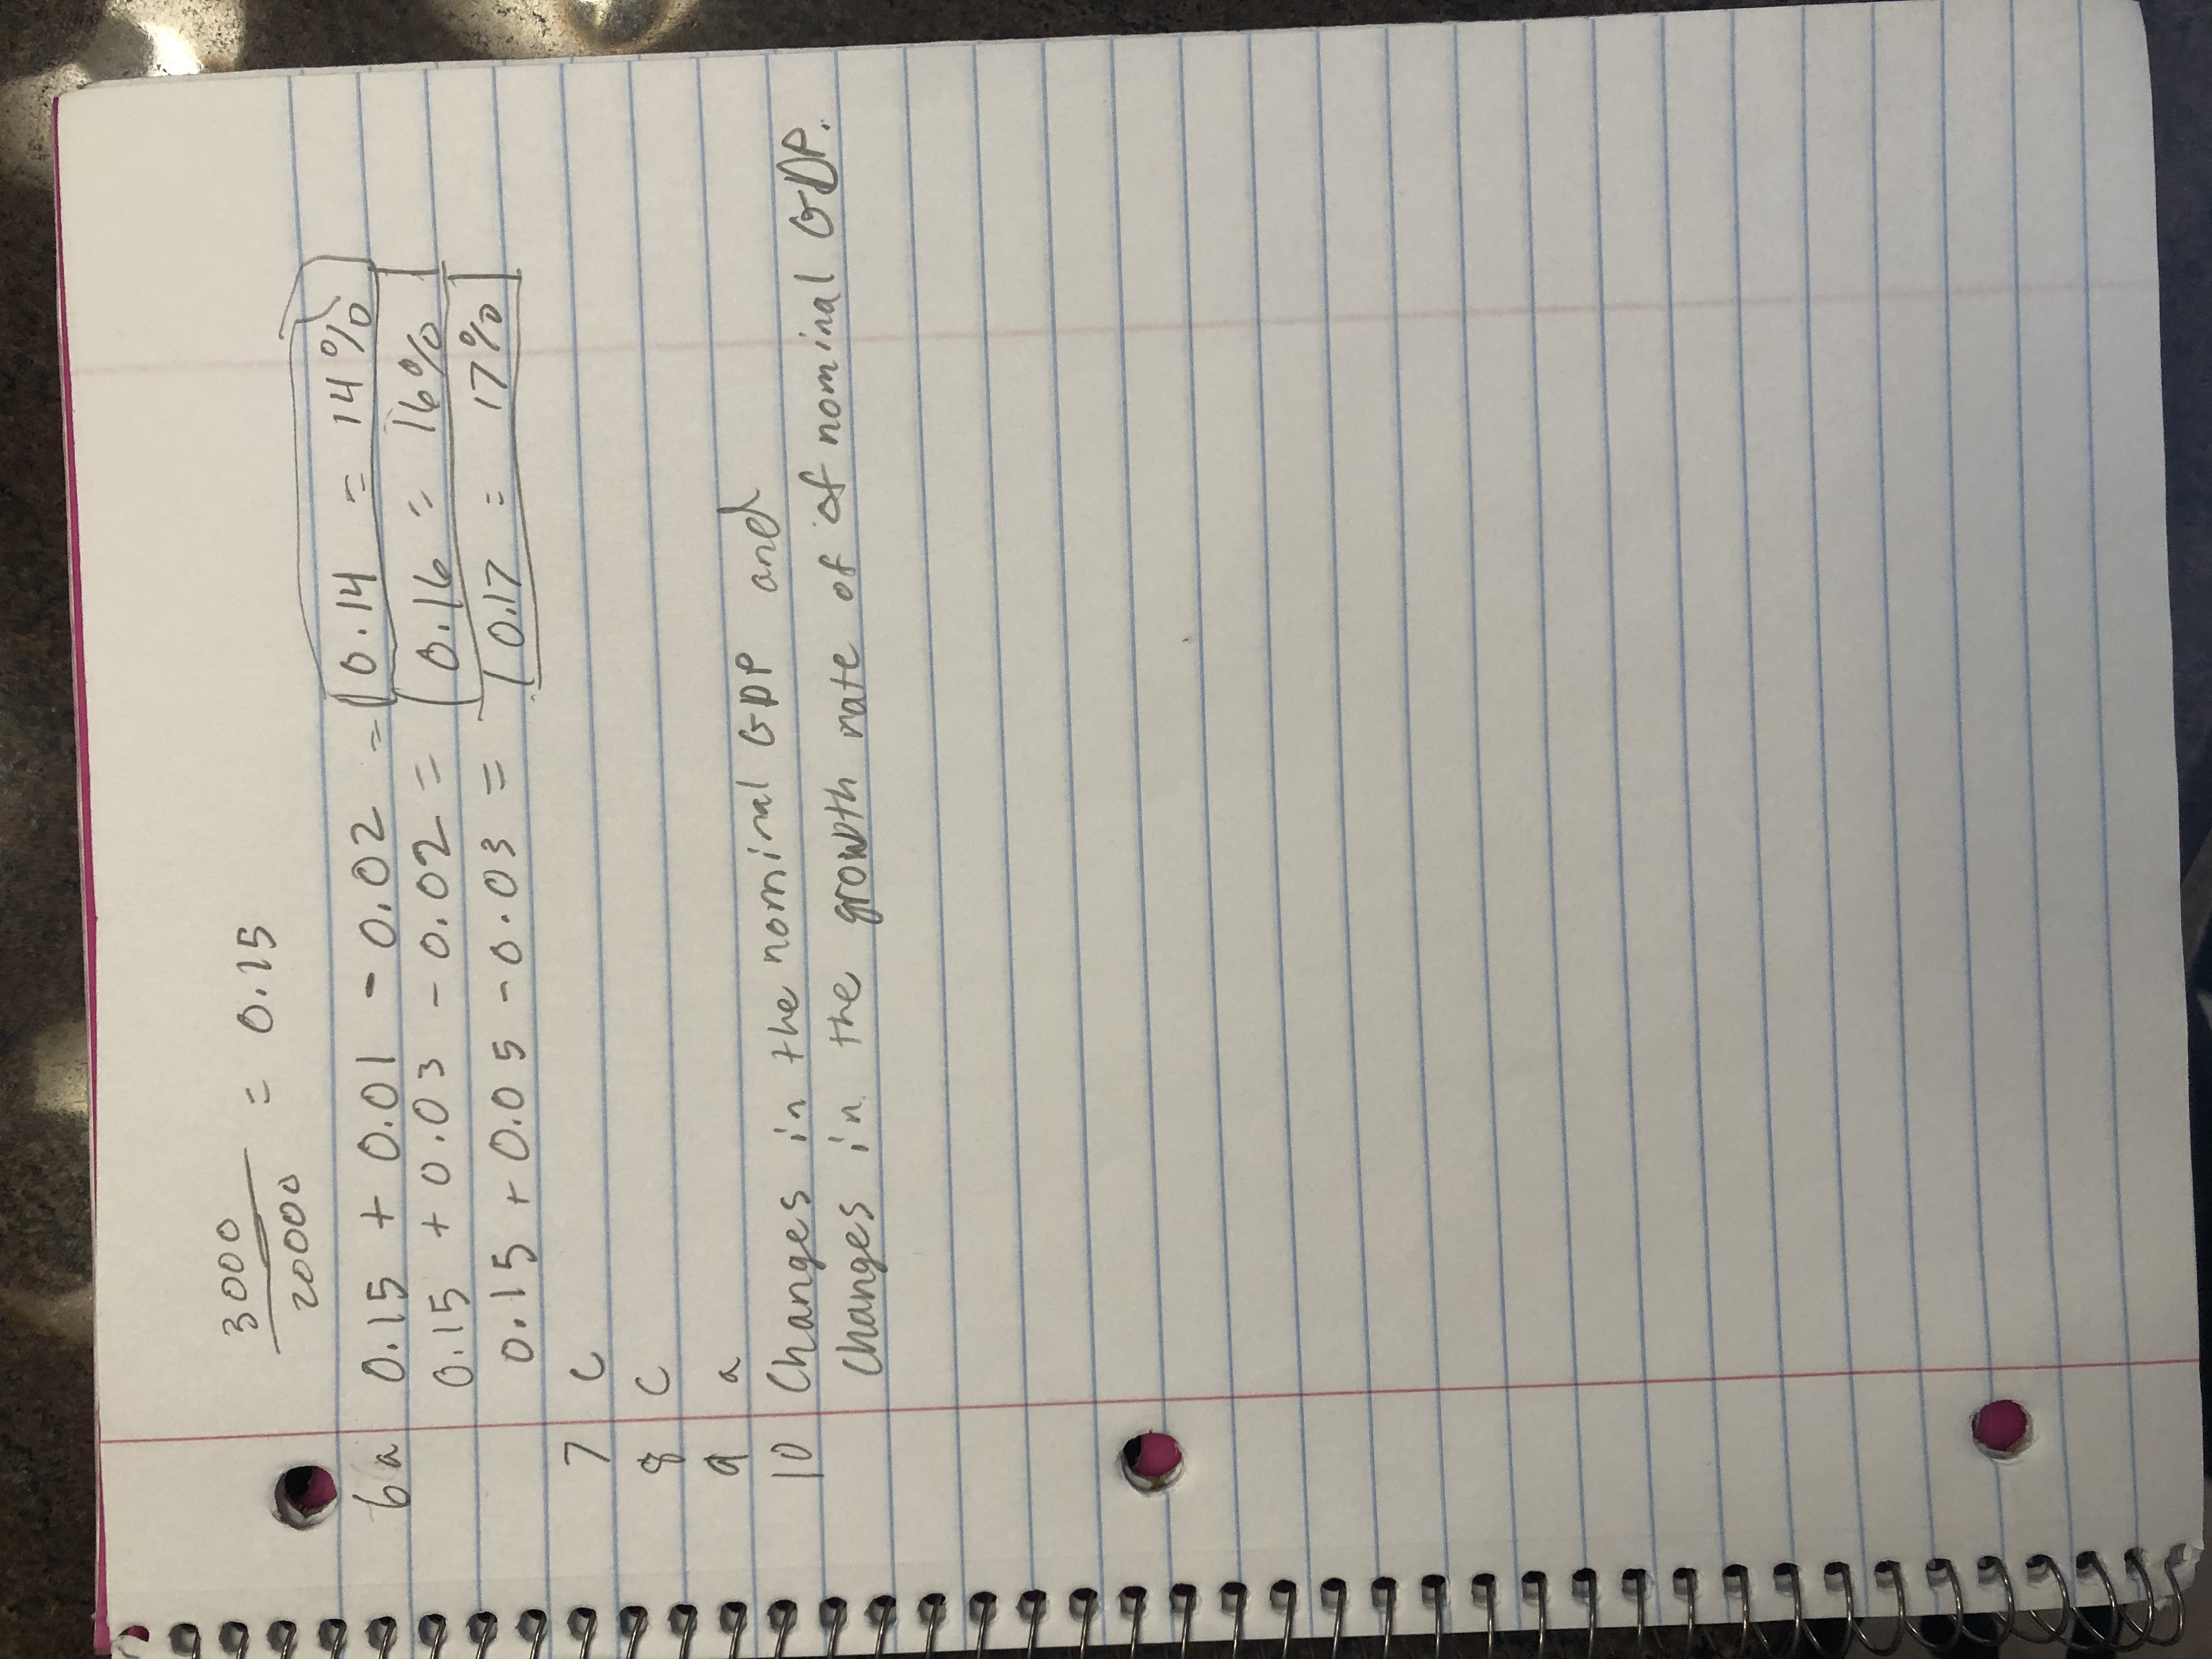 3000
20000
= 0.15
6a 0.15 + 0.01 - 0.02 = 0.14 = 14%
0.15 + 0.03 - 0.02 = 0.16 = 16%
0.15 + 0.05 - 0.03 = 0.17 = 17%
7 C
8 C
9 a
10 Changes in the nominal GDP and
changes in the growth rate of of nominal GDP.